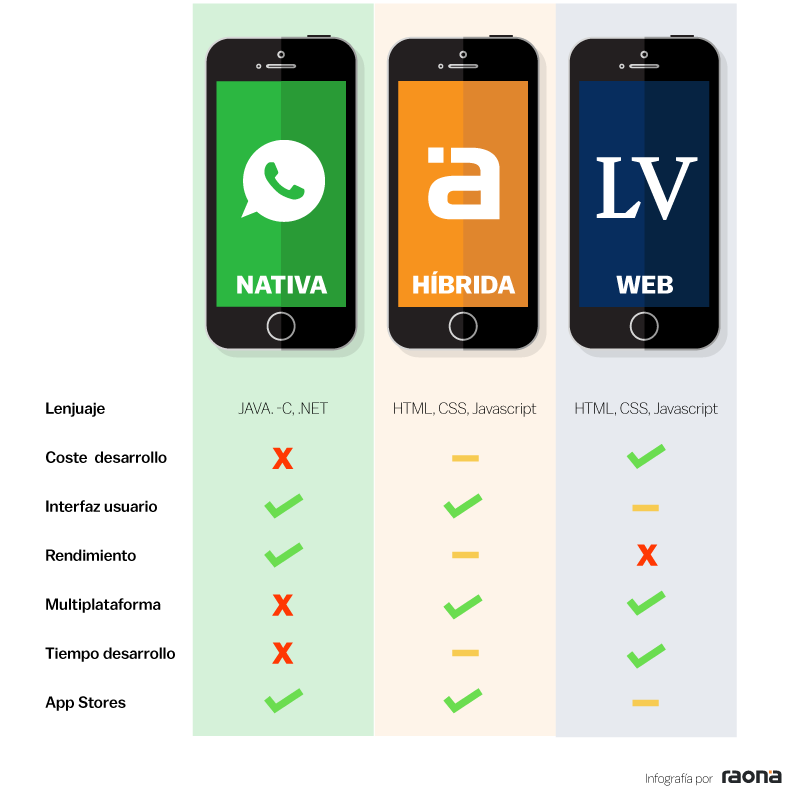 LV
NATIVA
HÍBRIDA
WEB
Lenjuaje JAVA. -C, .NET HTML, CSS, Javascript HTML, CSS, Javascript
Coste desarrollo X – ✓
Interfaz usuario ✓ ✓ –
Rendimiento ✓ – X
Multiplataforma X ✓ ✓
Tiempo desarrollo X – ✓
App Stores ✓ ✓ –
Infografía por raona